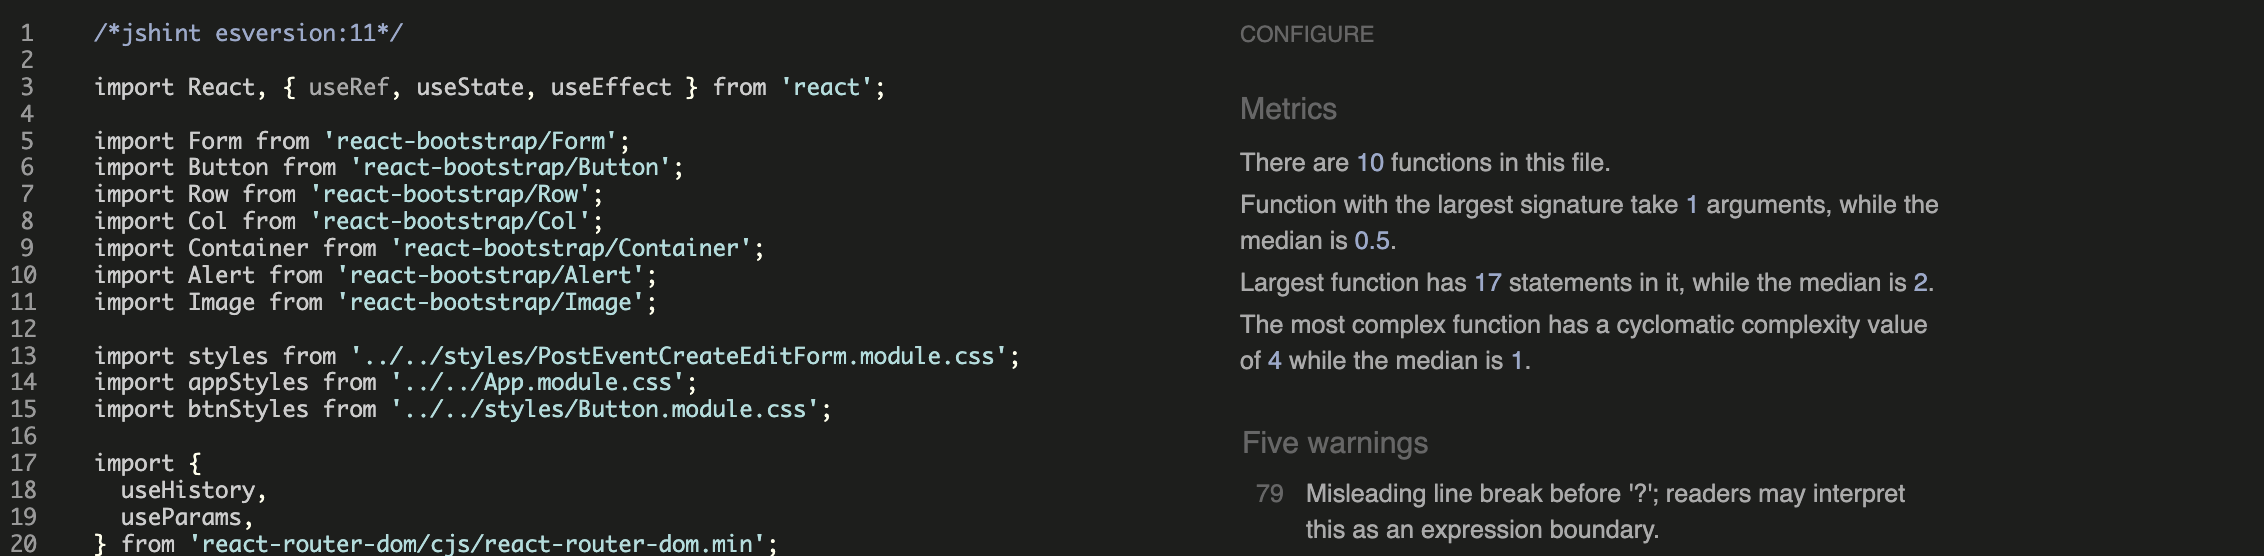 1 /*jshint esversion:11*/
2
3 import React, { useRef, useState, useEffect } from 'react';
4
5 import Form from 'react-bootstrap/Form';
6 import Button from 'react-bootstrap/Button';
7 import Row from 'react-bootstrap/Row';
8 import Col from 'react-bootstrap/Col';
9 import Container from 'react-bootstrap/Container';
10 import Alert from 'react-bootstrap/Alert';
11 import Image from 'react-bootstrap/Image';
12
13 import styles from '../../styles/PostEventCreateEditForm.module.css';
14 import appStyles from '../../App.module.css';
15 import btnStyles from '../../styles/Button.module.css';
16
17 import {
18   useHistory,
19   useParams,
20 } from 'react-router-dom/cjs/react-router-dom.min';
CONFIGURE
Metrics
There are 10 functions in this file.
Function with the largest signature take 1 arguments, while the
median is 0.5.
Largest function has 17 statements in it, while the median is 2.
The most complex function has a cyclomatic complexity value
of 4 while the median is 1.
Five warnings
79 Misleading line break before '?'; readers may interpret
this as an expression boundary.